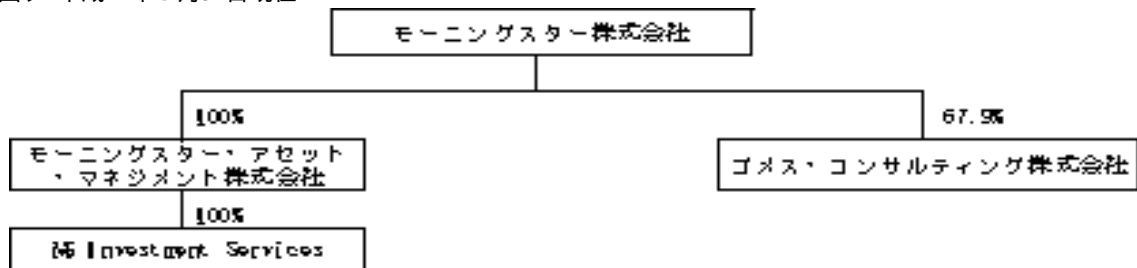 モーニングスター株式会社
100%
67.9%
モーニングスター・アセット
・マネジメント株式会社
ゴメス・コンサルティング株式会社
100%
Investment Services